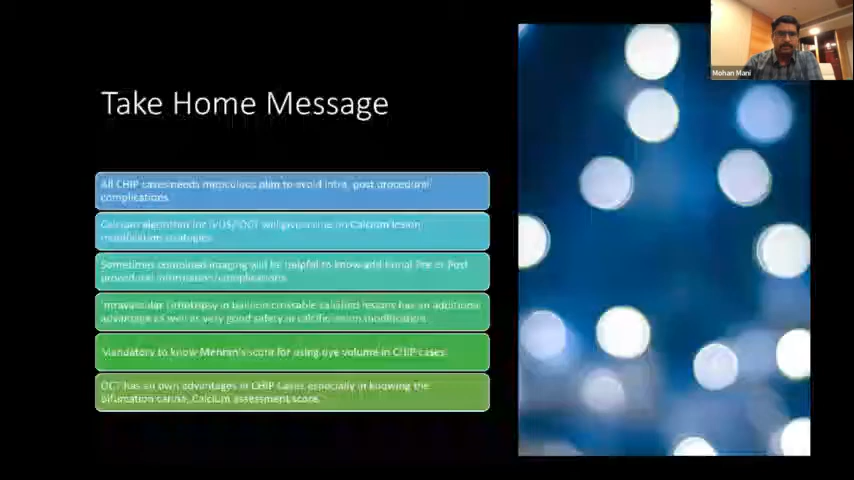 Mohan Mani
Take Home Message
All CHIP cases needs meticulous plan to avoid intra, post procedural
complications.
Calcium algorithm for IVUS/OCT will give clue on Calcium lesion
modification strategies
Sometimes combined imaging will be helpful to know additional Pre or Post
procedural information/complications
Intravascular Lithotripsy in balloon crossable calcified lesions has an additional
advantage as well as very good safety in calcific lesion modification.
Mandatory to know Mehran's score for using dye volume in CHIP cases
OCT has its own advantages in CHIP Cases especially in knowing the
bifurcation carina, Calcium assessment score.